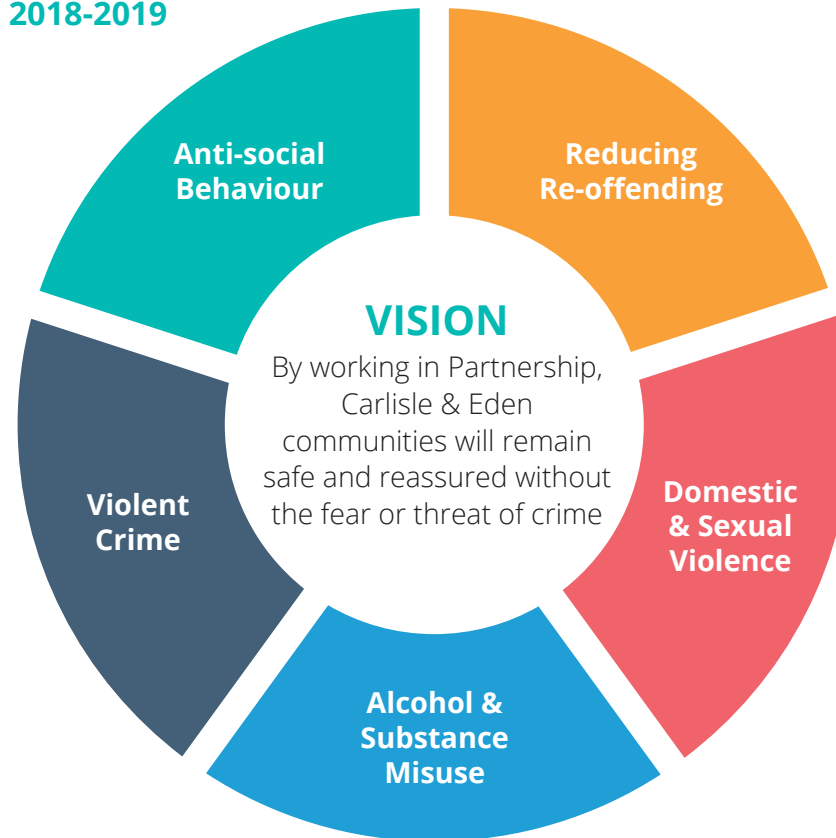 2018-2019
Anti-social
Behaviour
Reducing
Re-offending
VISION
By working in Partnership,
Carlisle & Eden
communities will remain
safe and reassured without
the fear or threat of crime
Violent
Crime
Domestic
& Sexual
Violence
Alcohol &
Substance
Misuse